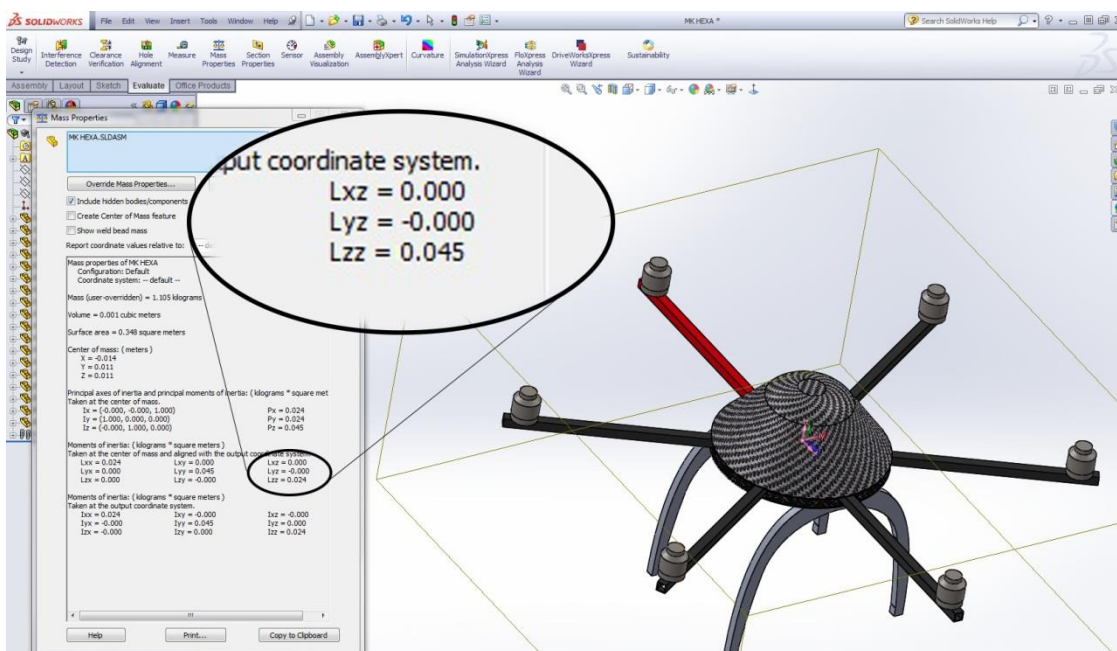 SOLIDWORKS File Edit View Insert Tools Window Help MK HEXA * Search SolidWorks Help
Design Study Interference Detection Clearance Verification Hole Alignment Measure Mass Properties Section Properties Sensor Assembly Visualization AssemblyXpert Curvature SimulationXpress Analysis Wizard FloXpress Analysis Wizard DriveWorksXpress Wizard Sustainability
Assembly Layout Sketch Evaluate Office Products
Mass Properties
MK HEXA.SLDASM
Override Mass Properties...
Include hidden bodies/components
Create Center of Mass feature
Show weld bead mass
Report coordinate values relative to: -- de
Mass properties of MK HEXA
Configuration: Default
Coordinate system: -- default --
Mass (user-overridden) = 1.105 kilograms
Volume = 0.001 cubic meters
Surface area = 0.348 square meters
Center of mass: ( meters )
X = -0.014
Y = 0.011
Z = 0.011
Principal axes of inertia and principal moments of inertia: ( kilograms * square met
Taken at the center of mass.
Ix = (-0.000, -0.000, 1.000) Px = 0.024
Iy = (1.000, 0.000, 0.000) Py = 0.024
Iz = (-0.000, 1.000, 0.000) Pz = 0.045
Moments of inertia: ( kilograms * square meters )
Taken at the center of mass and aligned with the output coordinate system.
Lxx = 0.024 Lxy = 0.000 Lxz = 0.000
Lyx = 0.000 Lyy = 0.045 Lyz = -0.000
Lzx = 0.000 Lzy = -0.000 Lzz = 0.024
Moments of inertia: ( kilograms * square meters )
Taken at the output coordinate system.
Ixx = 0.024 Ixy = -0.000 Ixz = -0.000
Iyx = -0.000 Iyy = 0.045 Iyz = 0.000
Izx = -0.000 Izy = 0.000 Izz = 0.024
Help Print... Copy to Clipboard
put coordinate system.
Lxz = 0.000
Lyz = -0.000
Lzz = 0.045